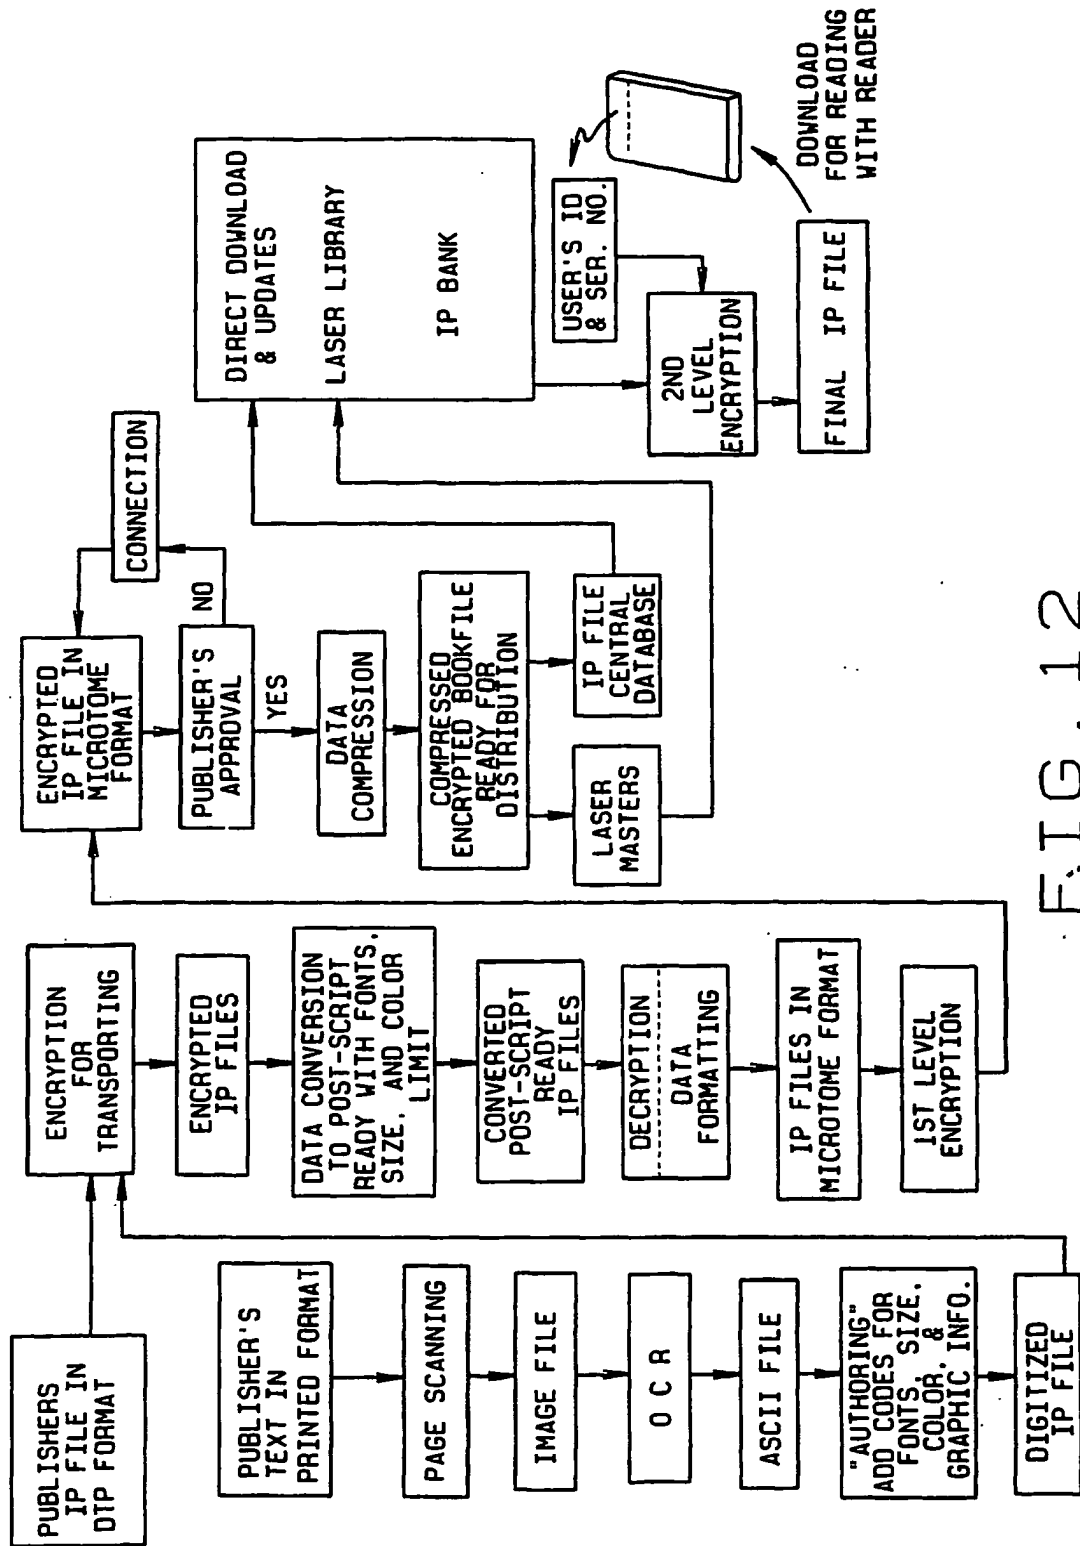 PUBLISHERS
IP FILE IN
DTP FORMAT
PUBLISHER'S
TEXT IN
PRINTED FORMAT
PAGE SCANNING
IMAGE FILE
O C R
ASCII FILE
"AUTHORING"
ADD CODES FOR
FONTS, SIZE,
COLOR, &
GRAPHIC INFO.
DIGITIZED
IP FILE
ENCRYPTION
FOR
TRANSPORTING
ENCRYPTED
IP FILES
DATA CONVERSION
TO POST-SCRIPT
READY WITH FONTS,
SIZE, AND COLOR
LIMIT
CONVERTED
POST-SCRIPT
READY
IP FILES
DECRYPTION
DATA
FORMATTING
IP FILES IN
MICROTOME FORMAT
1ST LEVEL
ENCRYPTION
ENCRYPTED
IP FILE IN
MICROTOME
FORMAT
CONNECTION
PUBLISHER'S
APPROVAL
NO
YES
DATA
COMPRESSION
COMPRESSED
ENCRYPTED BOOKFILE
READY FOR
DISTRIBUTION
LASER
MASTERS
IP FILE
CENTRAL
DATABASE
DIRECT DOWNLOAD
& UPDATES
LASER LIBRARY
IP BANK
USER'S ID
& SER. NO.
2ND
LEVEL
ENCRYPTION
FINAL IP FILE
DOWNLOAD
FOR READING
WITH READER
FIG. 12